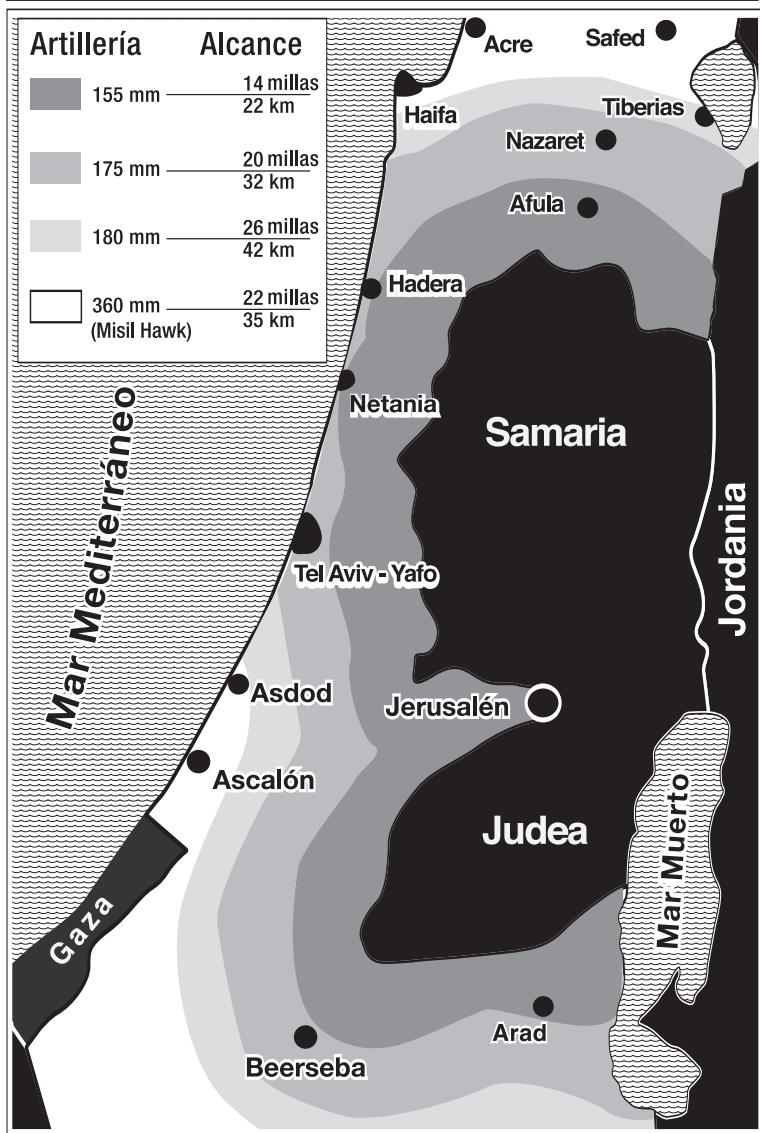 Artillería Alcance
155 mm 14 millas
22 km
175 mm 20 millas
32 km
180 mm 26 millas
42 km
360 mm 22 millas
(Misil Hawk) 35 km
Acre
Safed
Haifa
Tiberias
Nazaret
Afula
Hadera
Netania
Samaria
Mar Mediterráneo
Jordania
Tel Aviv - Yafo
Asdod
Jerusalén
Ascalón
Judea
Mar Muerto
Gaza
Arad
Beerseba